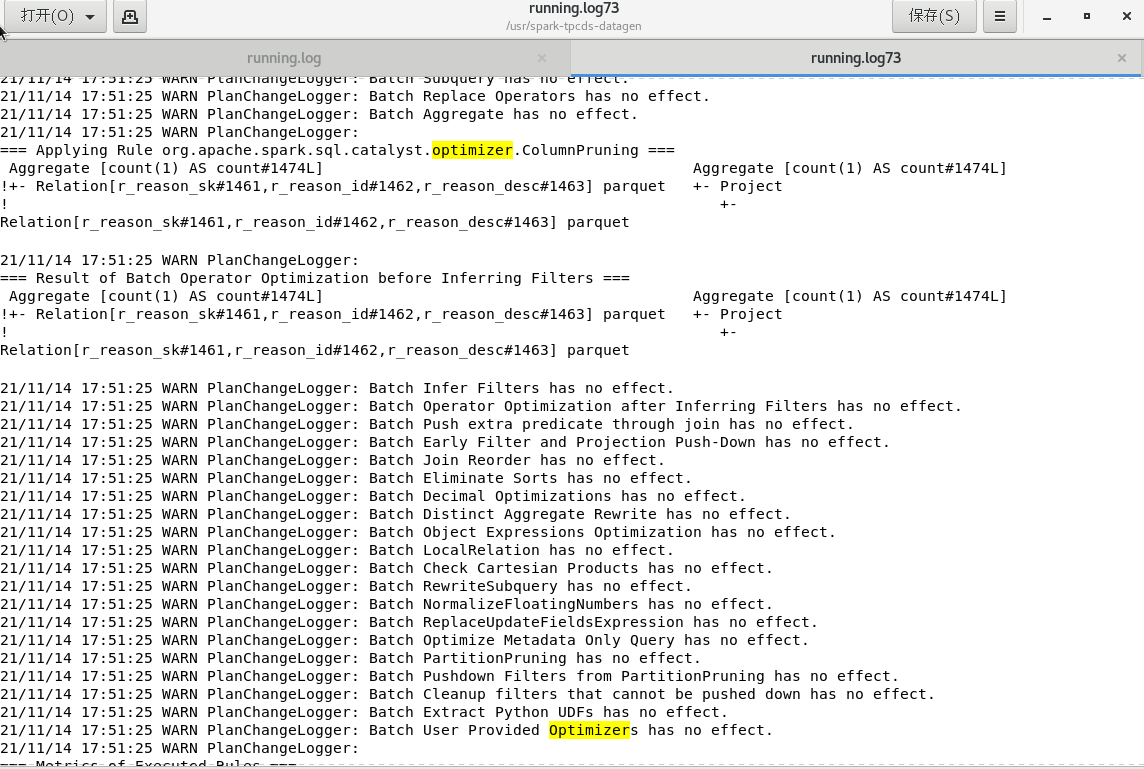 打开(O)
running.log73
/usr/spark-tpcds-datagen
保存(S)
running.log
running.log73
21/11/14 17:51:25 WARN PlanChangeLogger: Batch Subquery has no effect.
21/11/14 17:51:25 WARN PlanChangeLogger: Batch Replace Operators has no effect.
21/11/14 17:51:25 WARN PlanChangeLogger: Batch Aggregate has no effect.
21/11/14 17:51:25 WARN PlanChangeLogger:
=== Applying Rule org.apache.spark.sql.catalyst.optimizer.ColumnPruning ===
Aggregate [count(1) AS count#1474L] Aggregate [count(1) AS count#1474L]
!+- Relation[r_reason_sk#1461,r_reason_id#1462,r_reason_desc#1463] parquet +- Project
! +-
Relation[r_reason_sk#1461,r_reason_id#1462,r_reason_desc#1463] parquet
21/11/14 17:51:25 WARN PlanChangeLogger:
=== Result of Batch Operator Optimization before Inferring Filters ===
Aggregate [count(1) AS count#1474L] Aggregate [count(1) AS count#1474L]
!+- Relation[r_reason_sk#1461,r_reason_id#1462,r_reason_desc#1463] parquet +- Project
! +-
Relation[r_reason_sk#1461,r_reason_id#1462,r_reason_desc#1463] parquet
21/11/14 17:51:25 WARN PlanChangeLogger: Batch Infer Filters has no effect.
21/11/14 17:51:25 WARN PlanChangeLogger: Batch Operator Optimization after Inferring Filters has no effect.
21/11/14 17:51:25 WARN PlanChangeLogger: Batch Push extra predicate through join has no effect.
21/11/14 17:51:25 WARN PlanChangeLogger: Batch Early Filter and Projection Push-Down has no effect.
21/11/14 17:51:25 WARN PlanChangeLogger: Batch Join Reorder has no effect.
21/11/14 17:51:25 WARN PlanChangeLogger: Batch Eliminate Sorts has no effect.
21/11/14 17:51:25 WARN PlanChangeLogger: Batch Decimal Optimizations has no effect.
21/11/14 17:51:25 WARN PlanChangeLogger: Batch Distinct Aggregate Rewrite has no effect.
21/11/14 17:51:25 WARN PlanChangeLogger: Batch Object Expressions Optimization has no effect.
21/11/14 17:51:25 WARN PlanChangeLogger: Batch LocalRelation has no effect.
21/11/14 17:51:25 WARN PlanChangeLogger: Batch Check Cartesian Products has no effect.
21/11/14 17:51:25 WARN PlanChangeLogger: Batch RewriteSubquery has no effect.
21/11/14 17:51:25 WARN PlanChangeLogger: Batch NormalizeFloatingNumbers has no effect.
21/11/14 17:51:25 WARN PlanChangeLogger: Batch ReplaceUpdateFieldsExpression has no effect.
21/11/14 17:51:25 WARN PlanChangeLogger: Batch Optimize Metadata Only Query has no effect.
21/11/14 17:51:25 WARN PlanChangeLogger: Batch PartitionPruning has no effect.
21/11/14 17:51:25 WARN PlanChangeLogger: Batch Pushdown Filters from PartitionPruning has no effect.
21/11/14 17:51:25 WARN PlanChangeLogger: Batch Cleanup filters that cannot be pushed down has no effect.
21/11/14 17:51:25 WARN PlanChangeLogger: Batch Extract Python UDFs has no effect.
21/11/14 17:51:25 WARN PlanChangeLogger: Batch User Provided Optimizers has no effect.
21/11/14 17:51:25 WARN PlanChangeLogger:
=== Metrics of Executed Rules ===